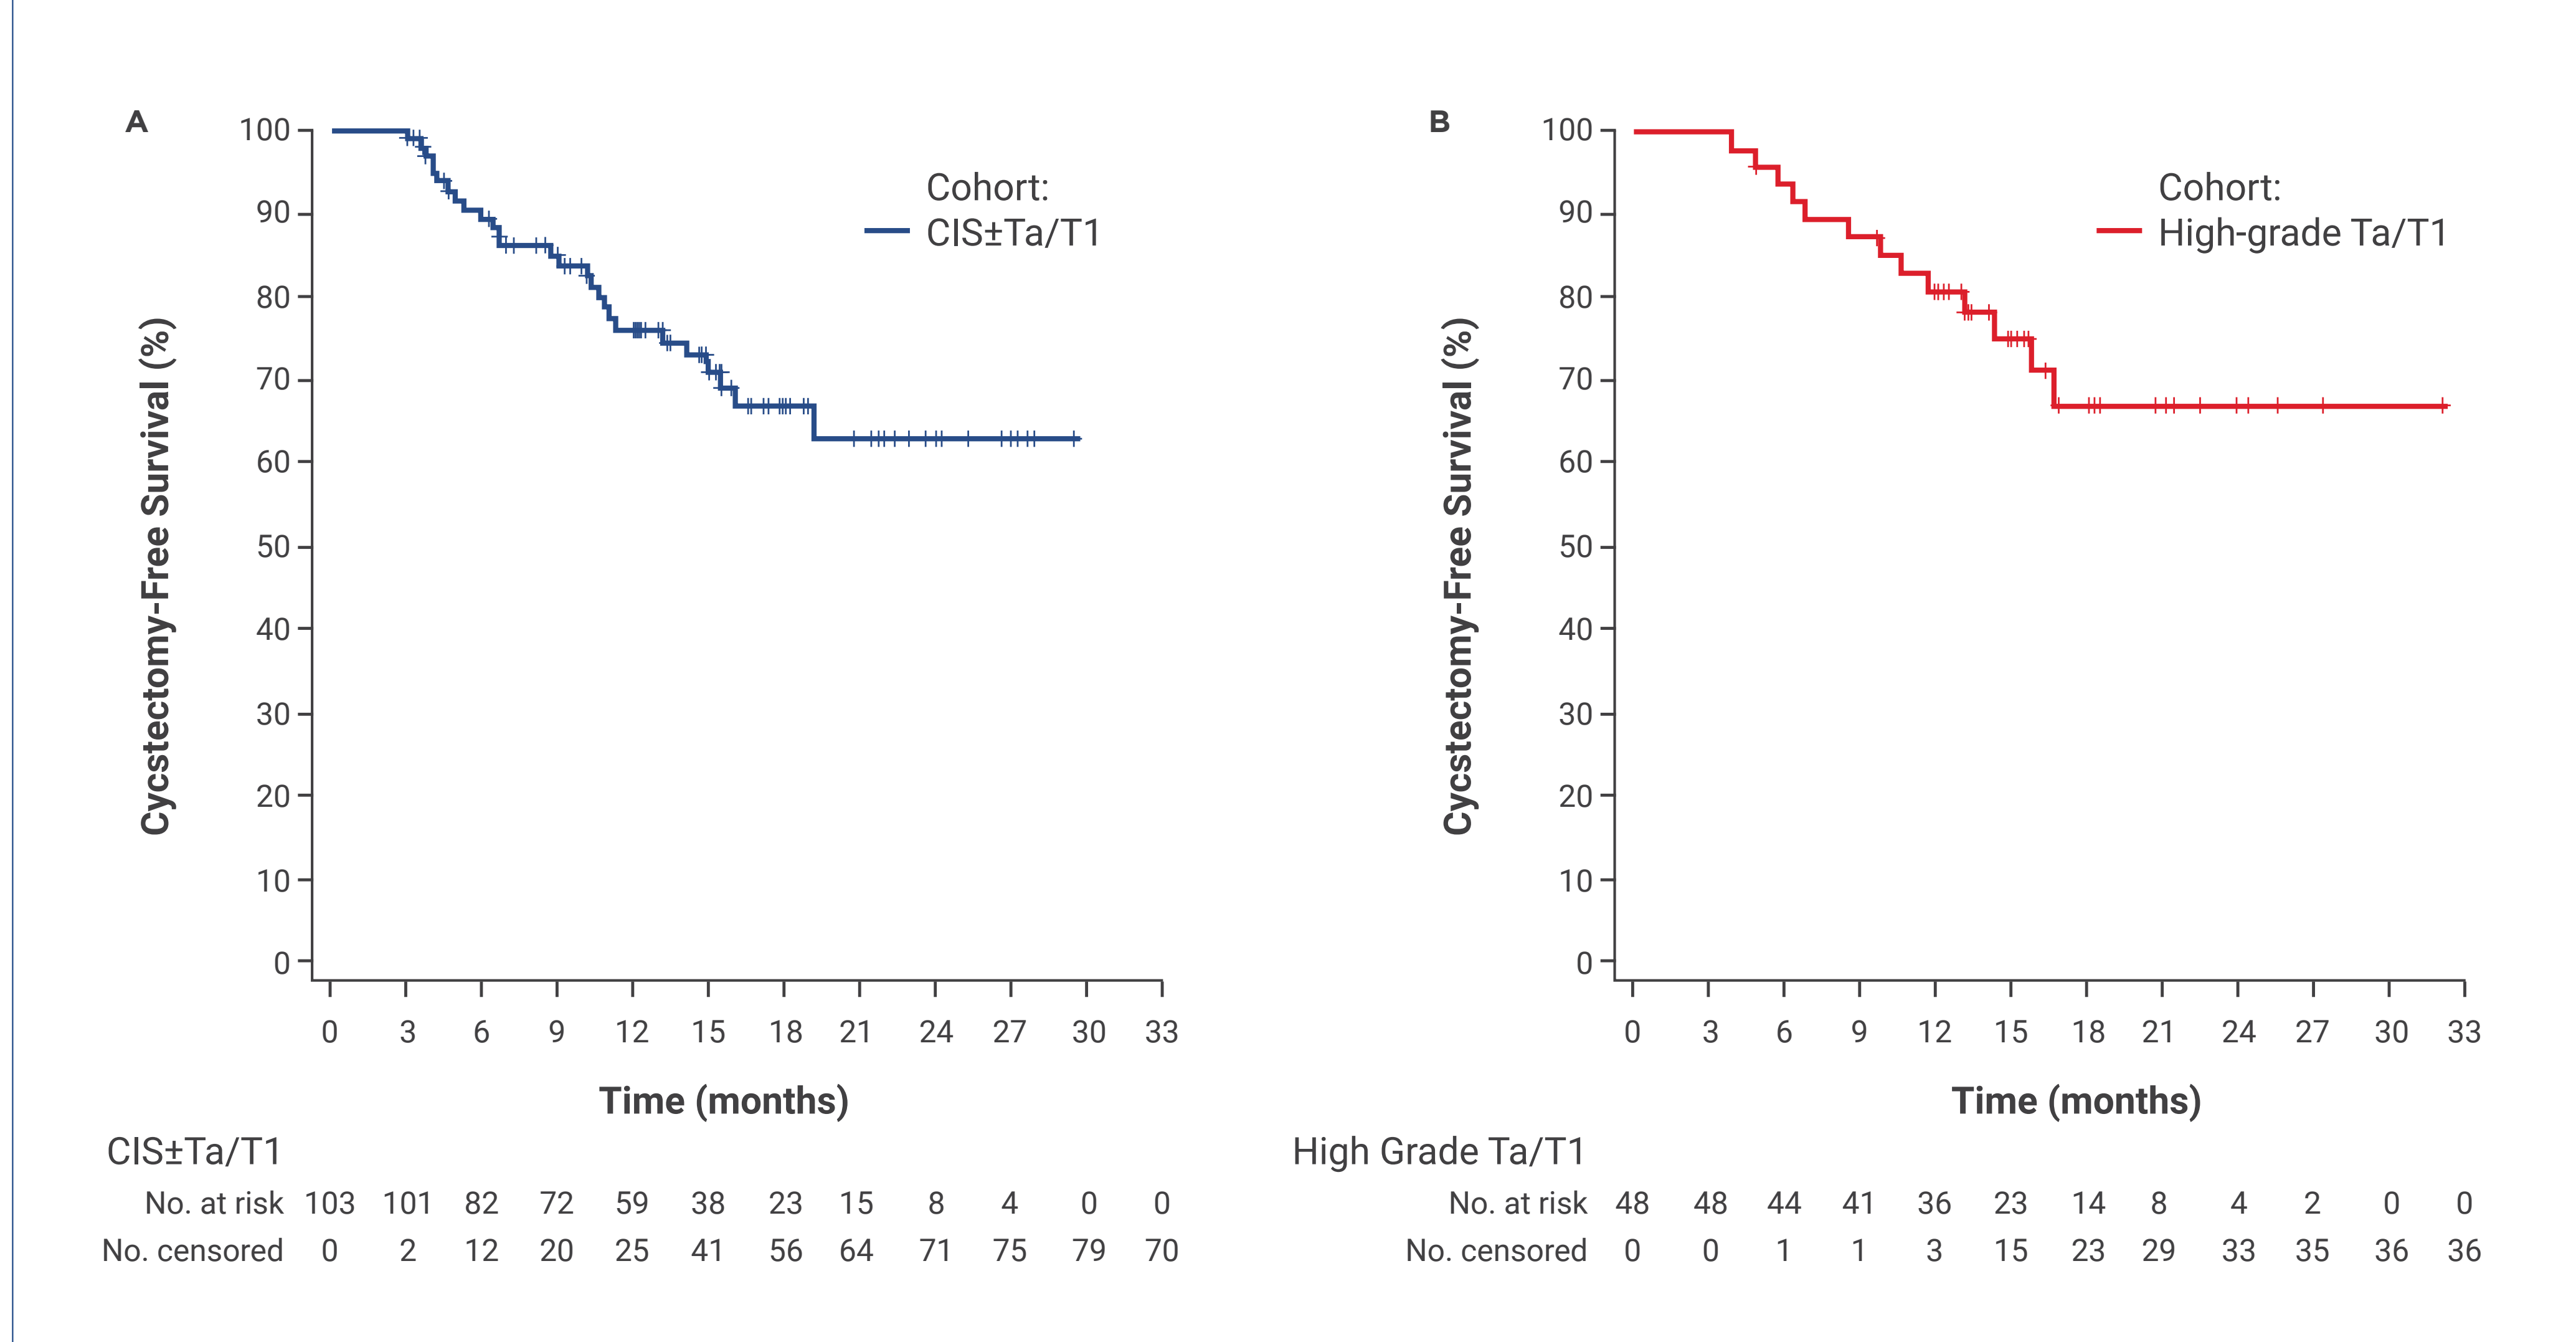 A
Cycstectomy-Free Survival (%)
100
90
80
70
60
50
40
30
20
10
0
Cohort:
CIS±Ta/T1
0 3 6 9 12 15 18 21 24 27 30 33
Time (months)
CIS±Ta/T1
No. at risk 103 101 82 72 59 38 23 15 8 4 0 0
No. censored 0 2 12 20 25 41 56 64 71 75 79 70
B
Cycstectomy-Free Survival (%)
100
90
80
70
60
50
40
30
20
10
0
Cohort:
High-grade Ta/T1
0 3 6 9 12 15 18 21 24 27 30 33
Time (months)
High Grade Ta/T1
No. at risk 48 48 44 41 36 23 14 8 4 2 0 0
No. censored 0 0 1 1 3 15 23 29 33 35 36 36